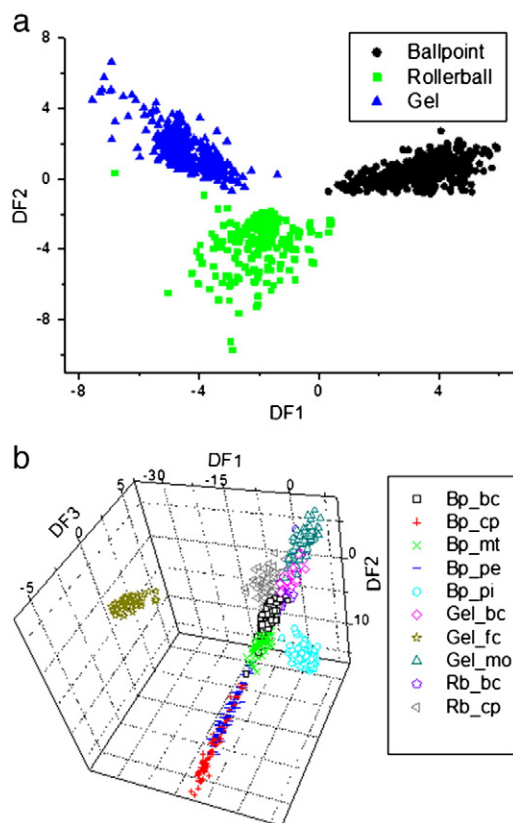 a
8
4
0
-4
-8
DF2
Ballpoint
Rollerball
Gel
-8
-4
0
4
DF1
b
DF1
5
-30
-15
0
DF3
0
-5
0
DF2
10
Bp_bc
Bp_cp
Bp_mt
Bp_pe
Bp_pi
Gel_bc
Gel_fc
Gel_mo
Rb_bc
Rb_cp